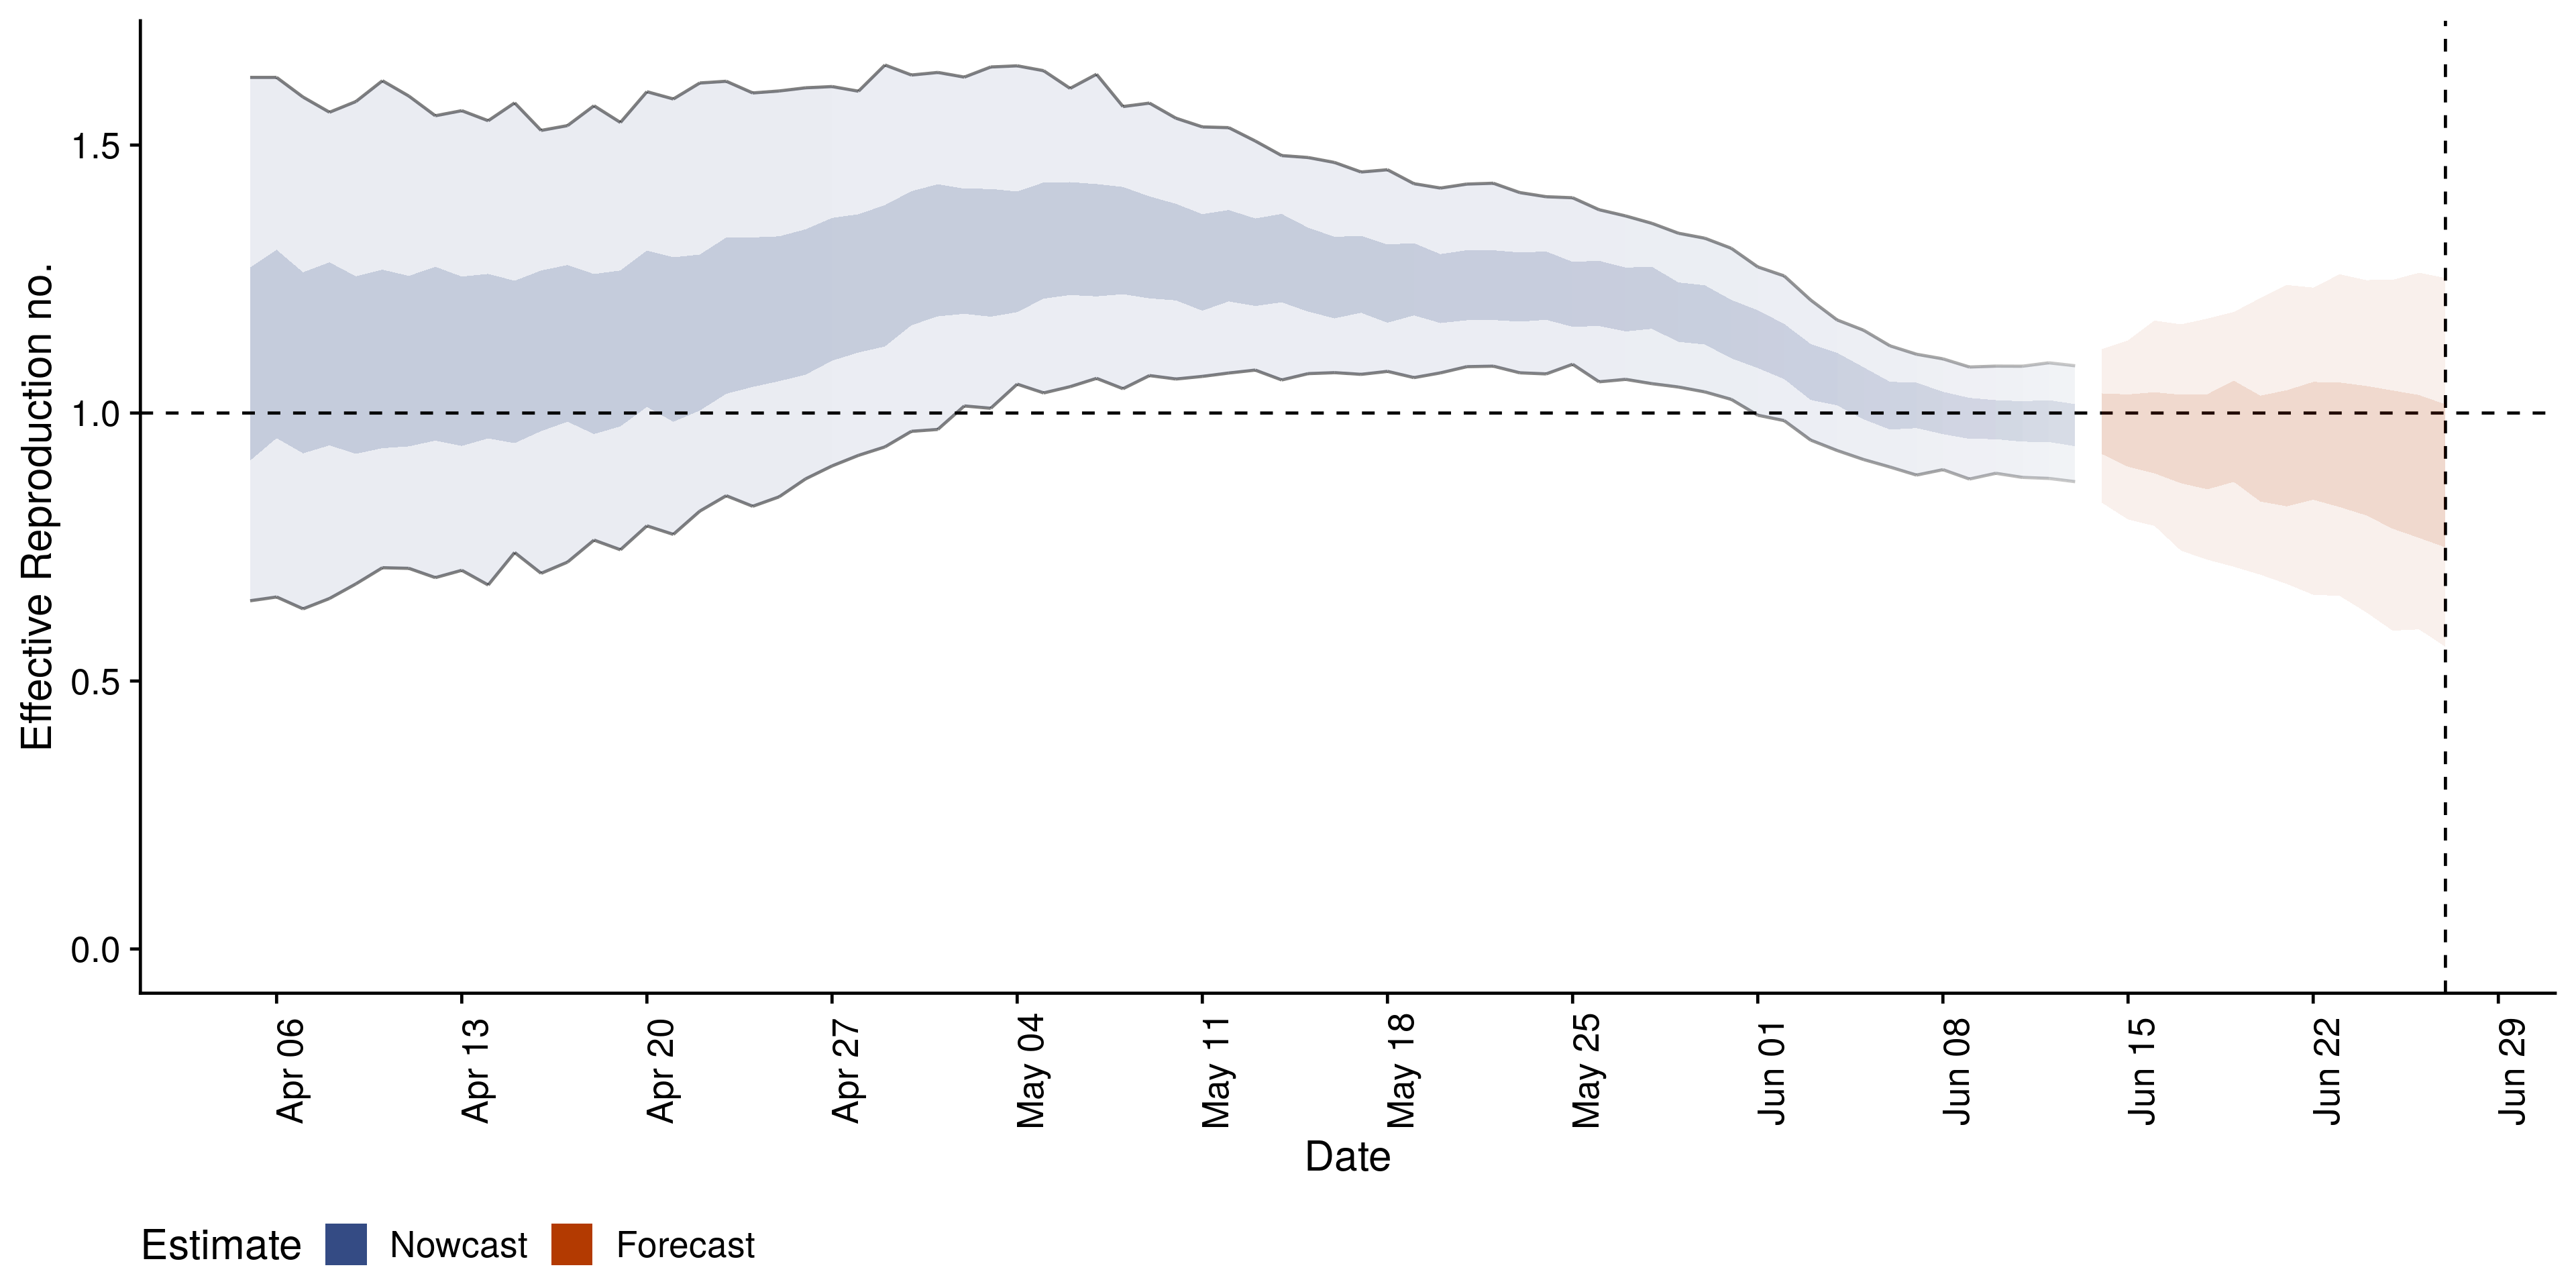 Effective Reproduction no.
1.5
1.0
0.5
0.0
Apr 06
Apr 13
Apr 20
Apr 27
May 04
May 11
May 18
May 25
Jun 01
Jun 08
Jun 15
Jun 22
Jun 29
Date
Estimate Nowcast Forecast